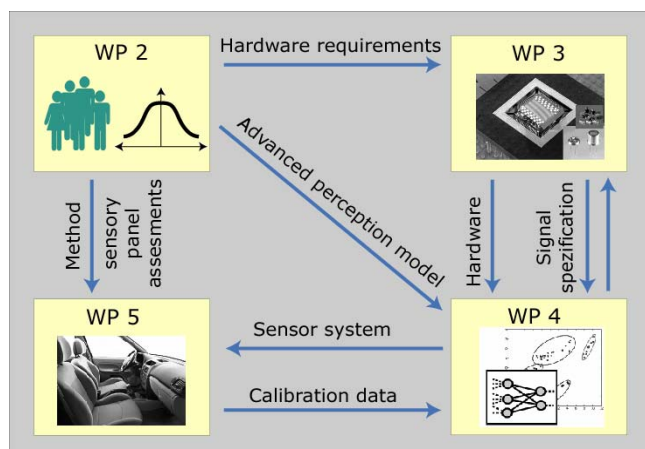 WP 2
Hardware requirements
WP 3
Advanced perception model
Method
sensory
panel
assesments
Hardware
Signal
spezification
WP 5
Sensor system
WP 4
Calibration data